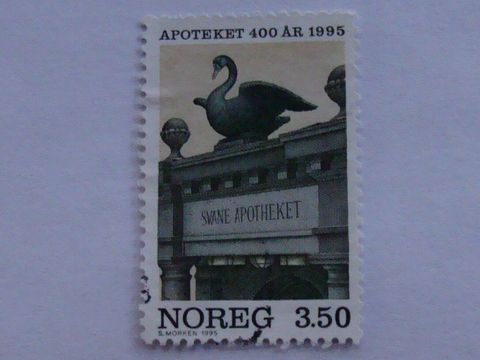 APOTEKET 400 ÅR 1995
SVANE APOTHEKET
NOREG 3.50
S. MORKEN 1995